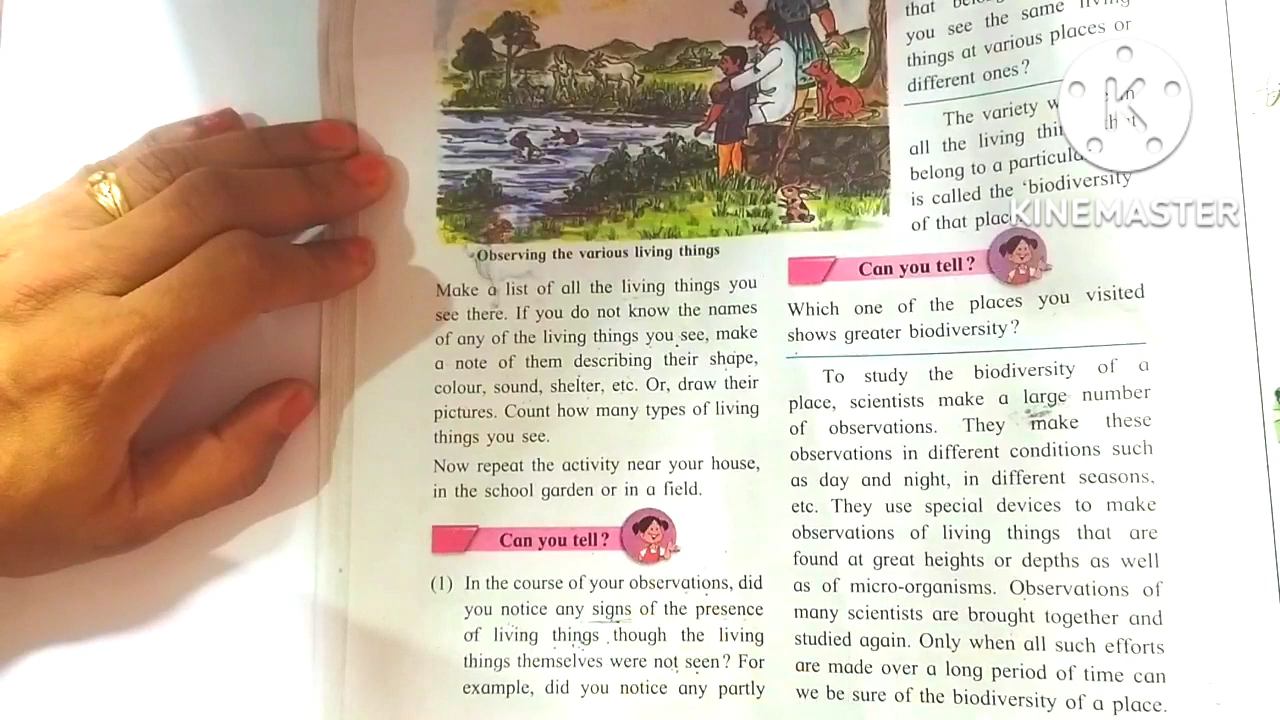 Observing the various living things
Make a list of all the living things you
see there. If you do not know the names
of any of the living things you see, make
a note of them describing their shape,
colour, sound, shelter, etc. Or, draw their
pictures. Count how many types of living
things you see.
Now repeat the activity near your house,
in the school garden or in a field.
Can you tell?
(1) In the course of your observations, did
you notice any signs of the presence
of living things though the living
things themselves were not seen? For
example, did you notice any partly
that
you see the same
things at various places or
different ones?
The variety
all the living
belong to a
is called the 'biodiversity
of that
K
KINEMASTER
Can you tell?
Which one of the places you visited
shows greater biodiversity?
To study the biodiversity of a
place, scientists make a large number
of observations. They make these
observations in different conditions such
as day and night, in different seasons,
etc. They use special devices to make
observations of living things that are
found at great heights or depths as well
as of micro-organisms. Observations of
many scientists are brought together and
studied again. Only when all such efforts
are made over a long period of time can
we be sure of the biodiversity of a place.